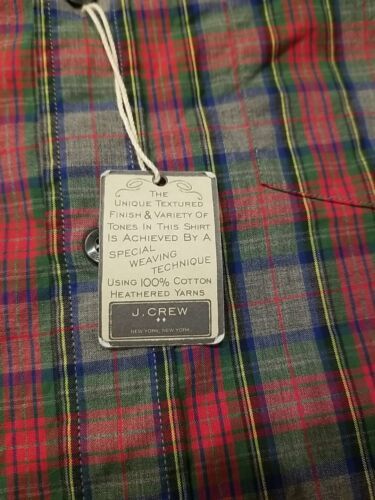 THE
UNIQUE TEXTURED
FINISH & VARIETY OF
TONES IN THIS SHIRT
IS ACHIEVED BY A
SPECIAL
WEAVING
TECHNIQUE
USING 100% COTTON
HEATHERED YARNS
J. CREW
NEW YORK, NEW YORK.